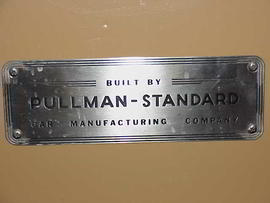 BUILT BY
PULLMAN-STANDARD
CAR MANUFACTURING COMPANY